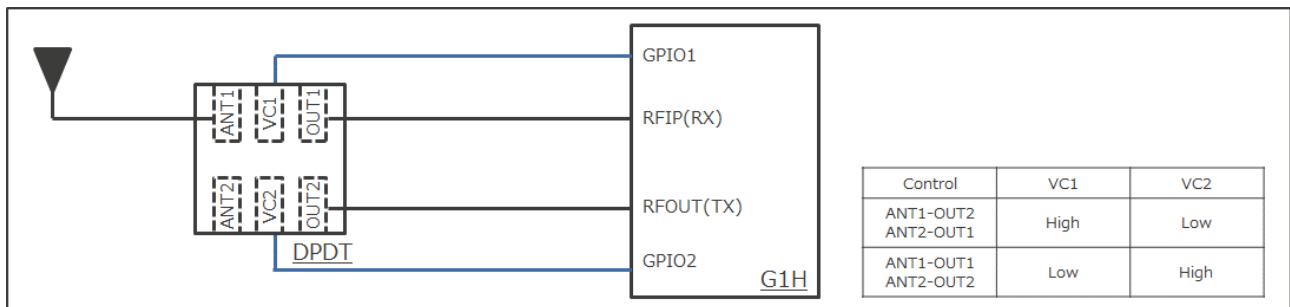 GPIO1
ANT1
VC1
OUT1
RFIP(RX)
ANT2
VC2
OUT2
RFOUT(TX)
DPDT
GPIO2
G1H
Control VC1 VC2
ANT1-OUT2
ANT2-OUT1
High Low
ANT1-OUT1
ANT2-OUT2
Low High